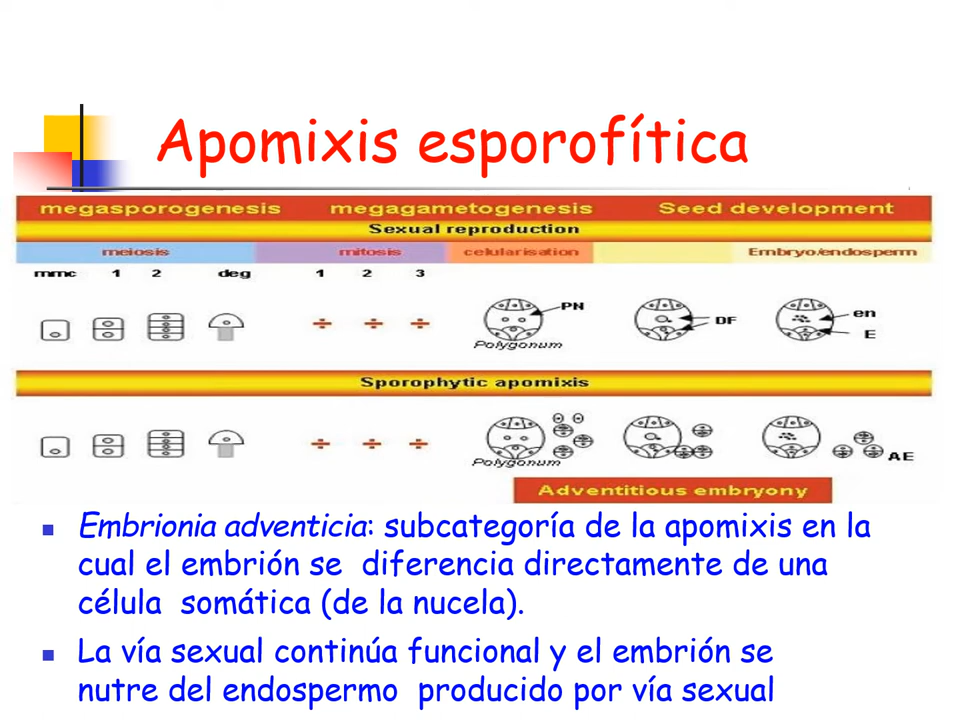 Apomixis esporofítica
megasporogenesis megagametogenesis Seed development
Sexual reproduction
meiosis mitosis celularisation Embryo/endosperm
mmc 1 2 deg 1 2 3
PN
DF
en
E
Polygonum
Sporophytic apomixis
AE
Polygonum
Adventitious embryony
Embrionia adventicia: subcategoría de la apomixis en la
cual el embrión se diferencia directamente de una
célula somática (de la nucela).
La vía sexual continúa funcional y el embrión se
nutre del endospermo producido por vía sexual